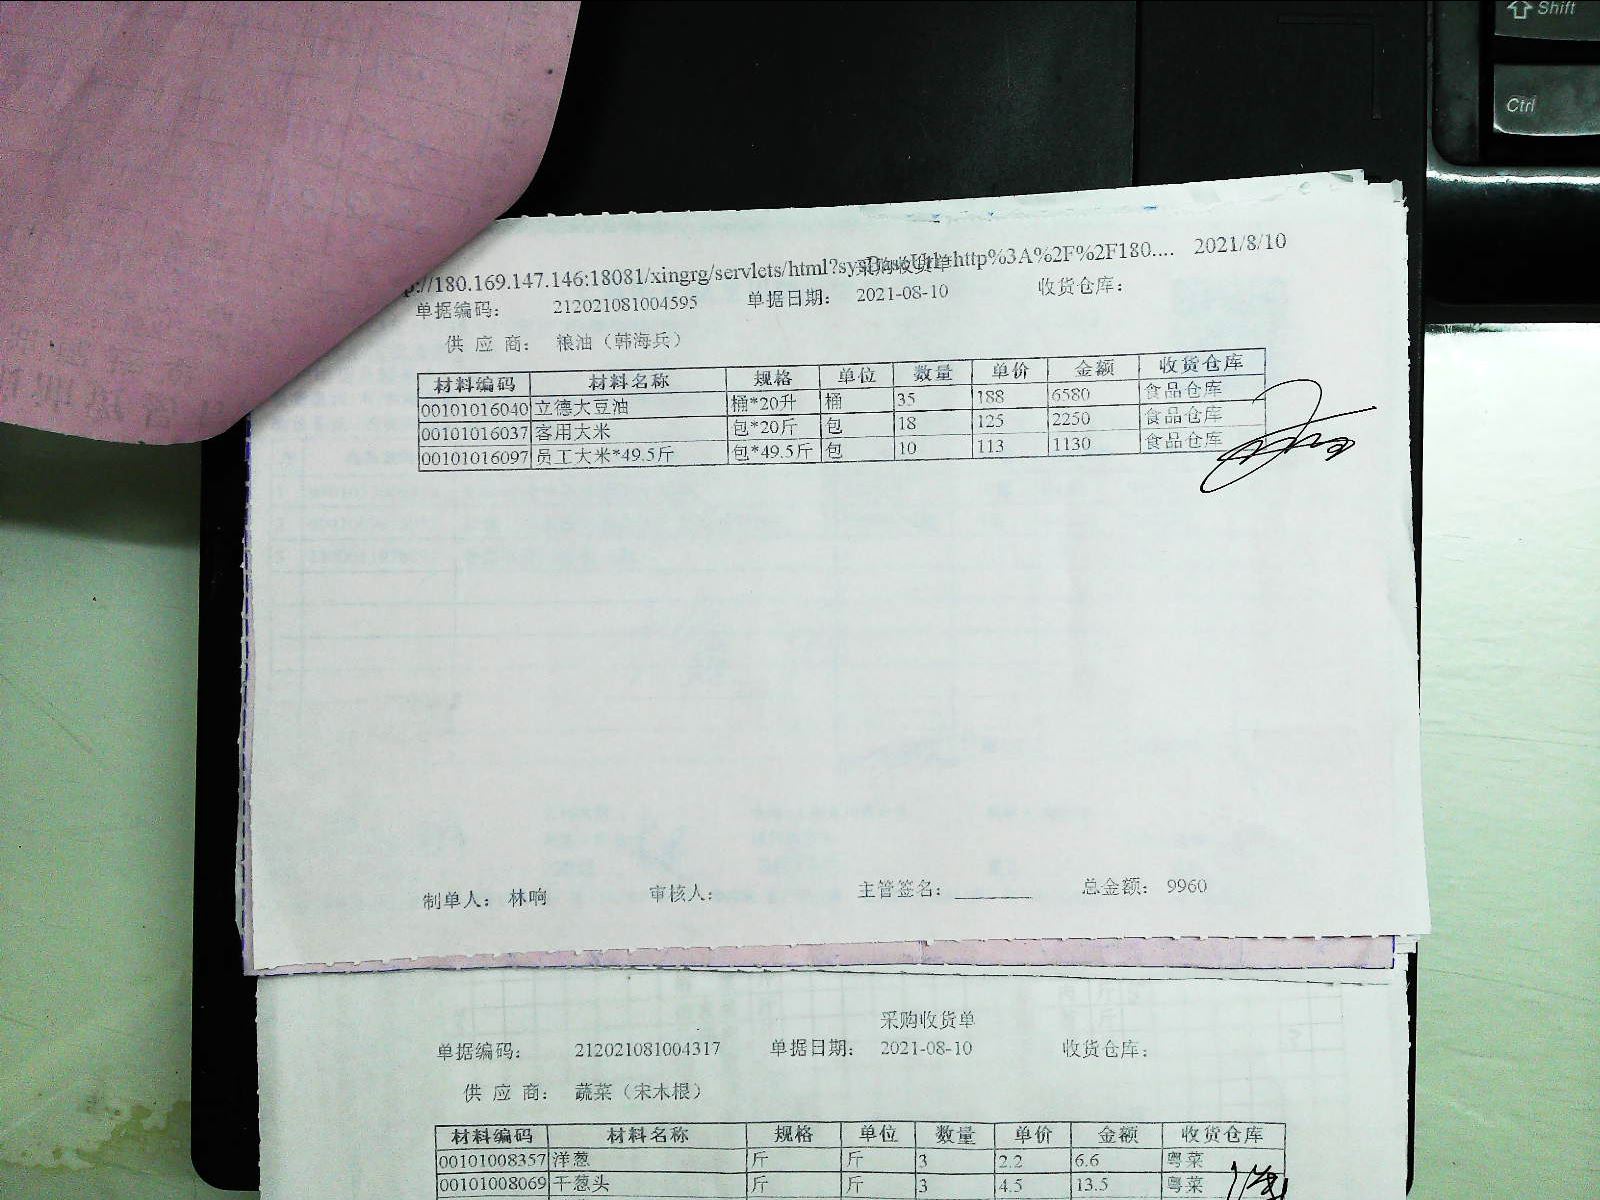 Shift
Ctrl
p://180.169.147.146:18081/xingrg/servlets/html?sy http%3A%2F%2F180.... 2021/8/10
采购收货单
单据编码： 212021081004595 单据日期： 2021-08-10 收货仓库：
供 应 商： 粮油（韩海兵）
材料编码 材料名称 规格 单位 数量 单价 金额 收货仓库
00101016040 立德大豆油 桶*20升 桶 35 188 6580 食品仓库
00101016037 客用大米 包*20斤 包 18 125 2250 食品仓库
00101016097 员工大米*49.5斤 包*49.5斤 包 10 113 1130 食品仓库
制单人： 林响 审核人： 主管签名： 总金额： 9960
采购收货单
单据编码： 212021081004317 单据日期： 2021-08-10 收货仓库：
供 应 商： 蔬菜（宋木根）
材料编码 材料名称 规格 单位 数量 单价 金额 收货仓库
00101008357 洋葱 斤 斤 3 2.2 6.6 粤菜
00101008069 干葱头 斤 斤 3 4.5 13.5 粤菜